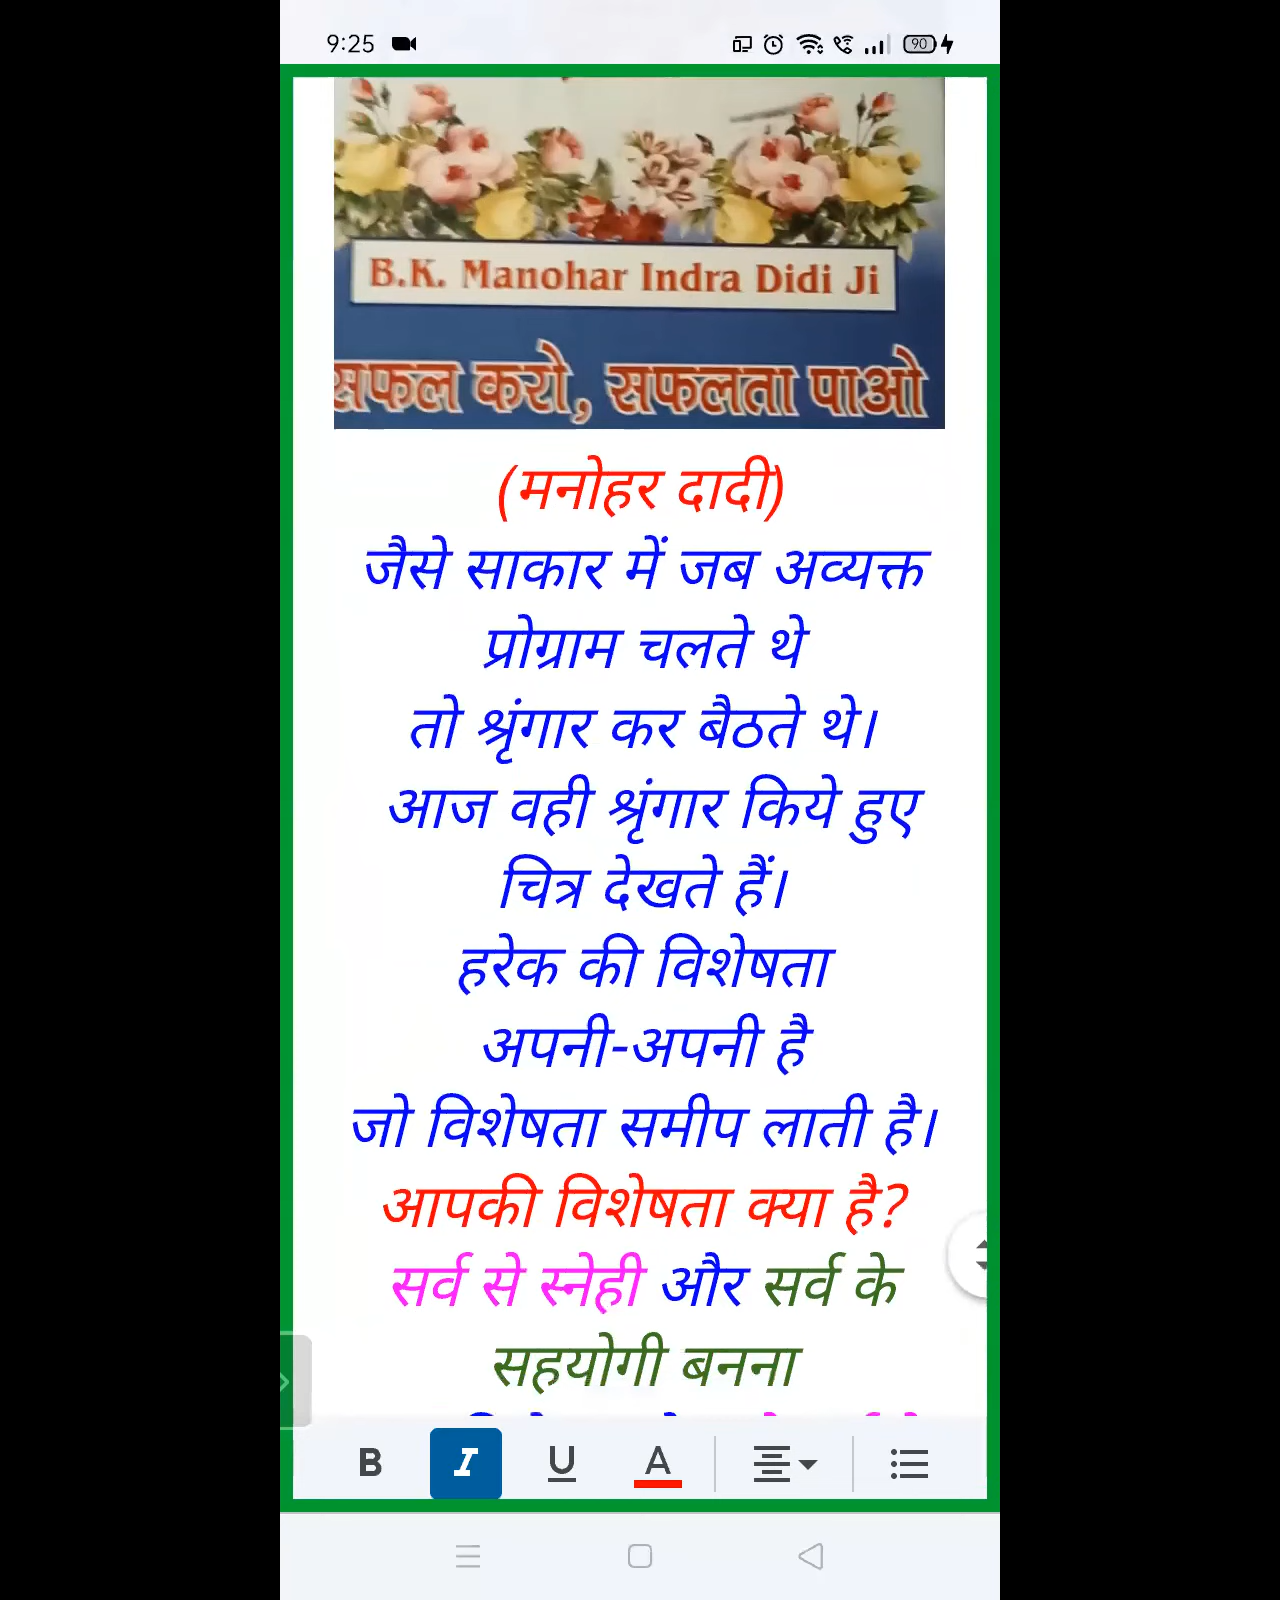 9:25
90
B.K. Manohar Indra Didi Ji
सफल करो, सफलता पाओ
(मनोहर दादी)
जैसे साकार में जब अव्यक्त
प्रोग्राम चलते थे
तो श्रृंगार कर बैठते थे।
आज वही श्रृंगार किये हुए
चित्र देखते हैं।
हरेक की विशेषता
अपनी-अपनी है
जो विशेषता समीप लाती है।
आपकी विशेषता क्या है?
सर्व से स्नेही और सर्व के
सहयोगी बनना
B I U A